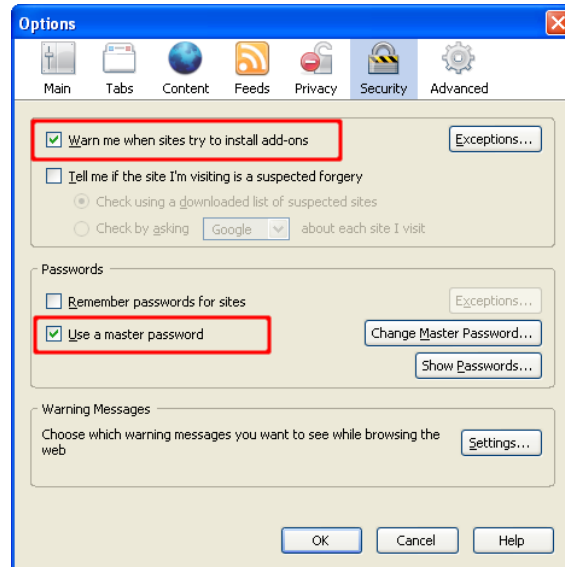 Options
Main Tabs Content Feeds Privacy Security Advanced
Warn me when sites try to install add-ons Exceptions...
Tell me if the site I'm visiting is a suspected forgery
Check using a downloaded list of suspected sites
Check by asking Google about each site I visit
Passwords
Remember passwords for sites Exceptions...
Use a master password Change Master Password...
Show Passwords...
Warning Messages
Choose which warning messages you want to see while browsing the
web Settings...
OK Cancel Help